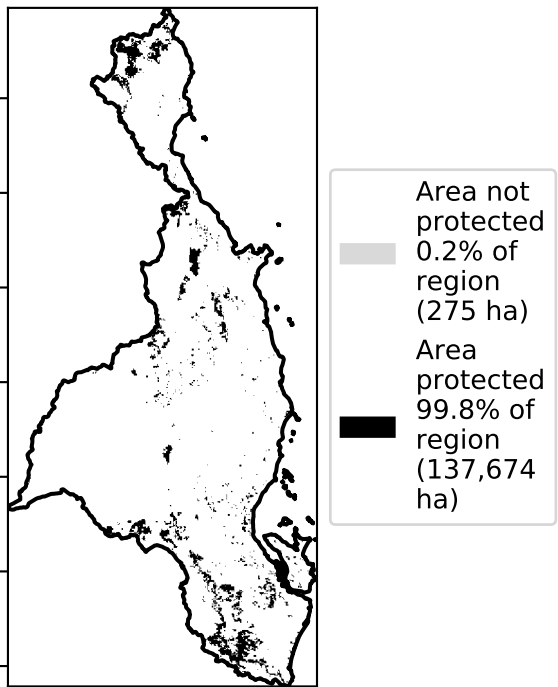 Area not
protected
0.2% of
region
(275 ha)
Area
protected
99.8% of
region
(137,674
ha)